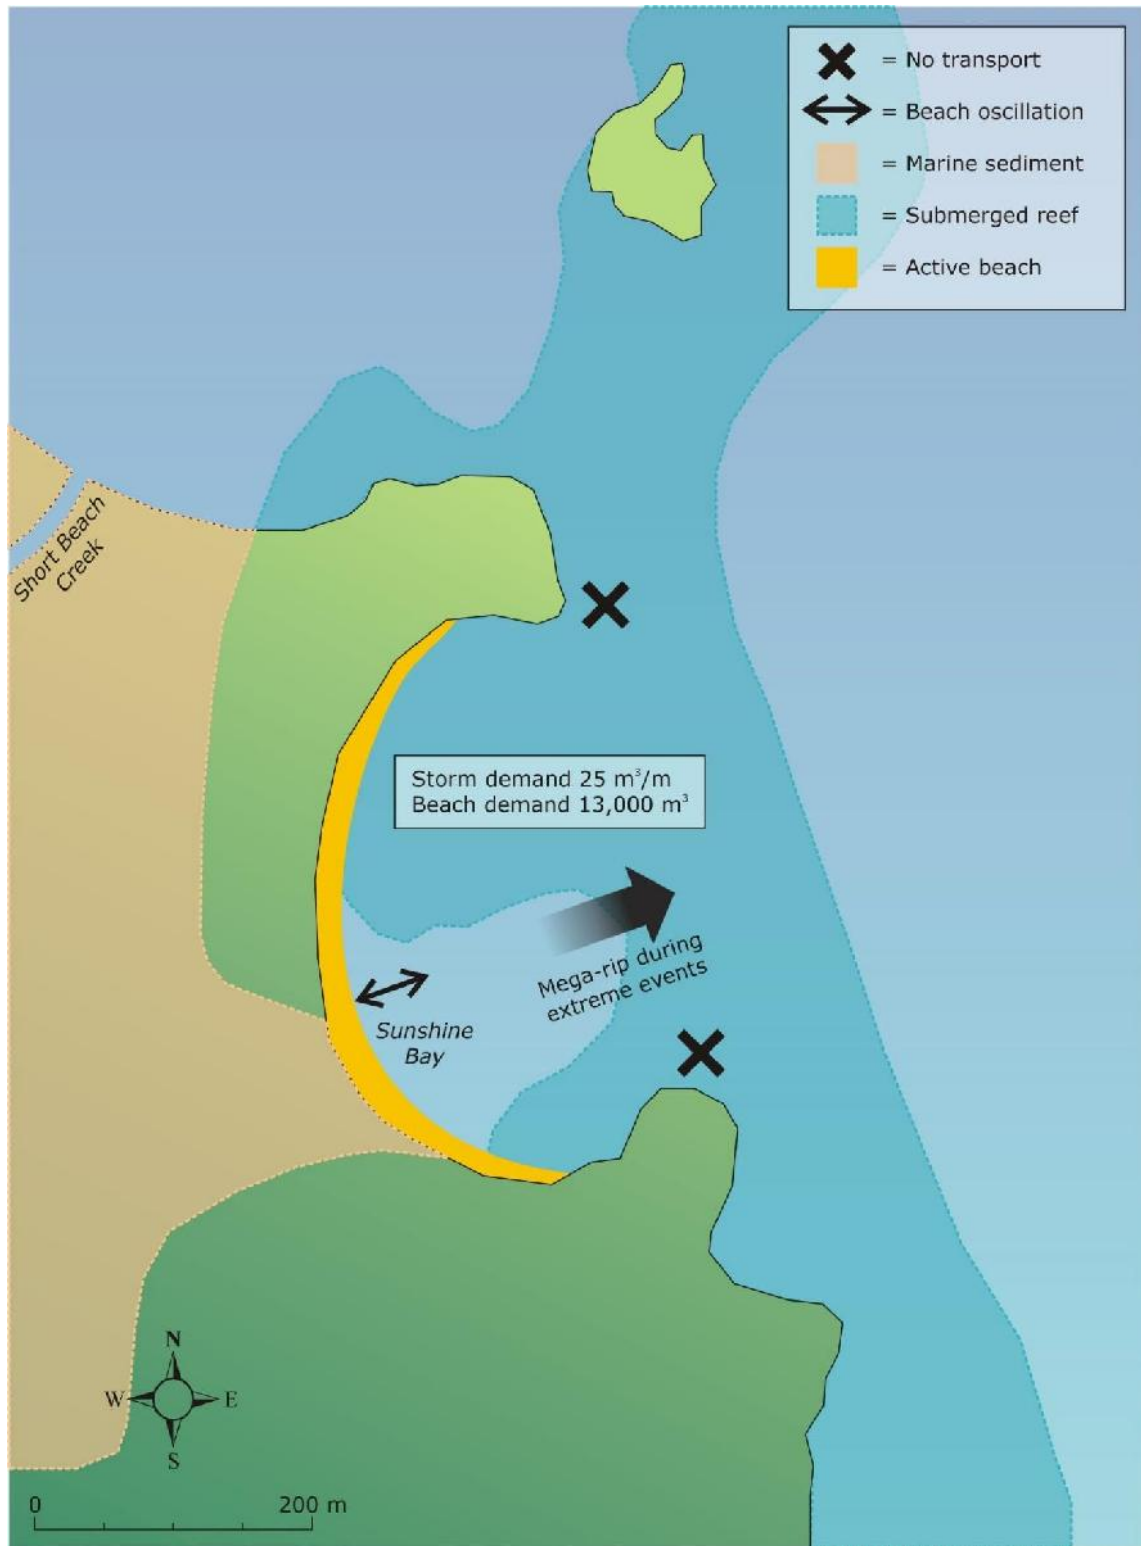 = No transport
= Beach oscillation
= Marine sediment
= Submerged reef
= Active beach
Short Beach
Creek
Storm demand 25 m³/m
Beach demand 13,000 m³
Mega-rip during
extreme events
Sunshine
Bay
N
W E
S
0 200 m